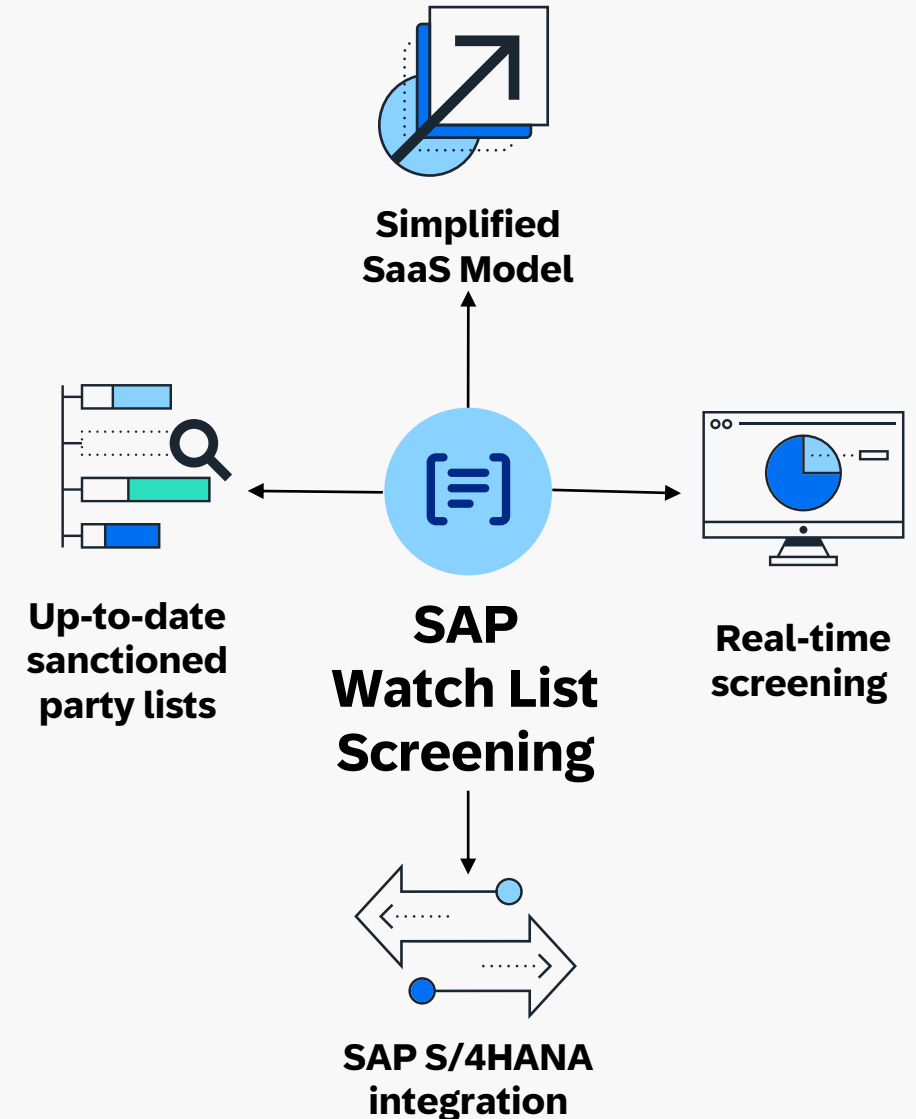 Simplified
SaaS Model
Up-to-date
sanctioned
party lists
SAP
Watch List
Screening
Real-time
screening
SAP S/4HANA
integration